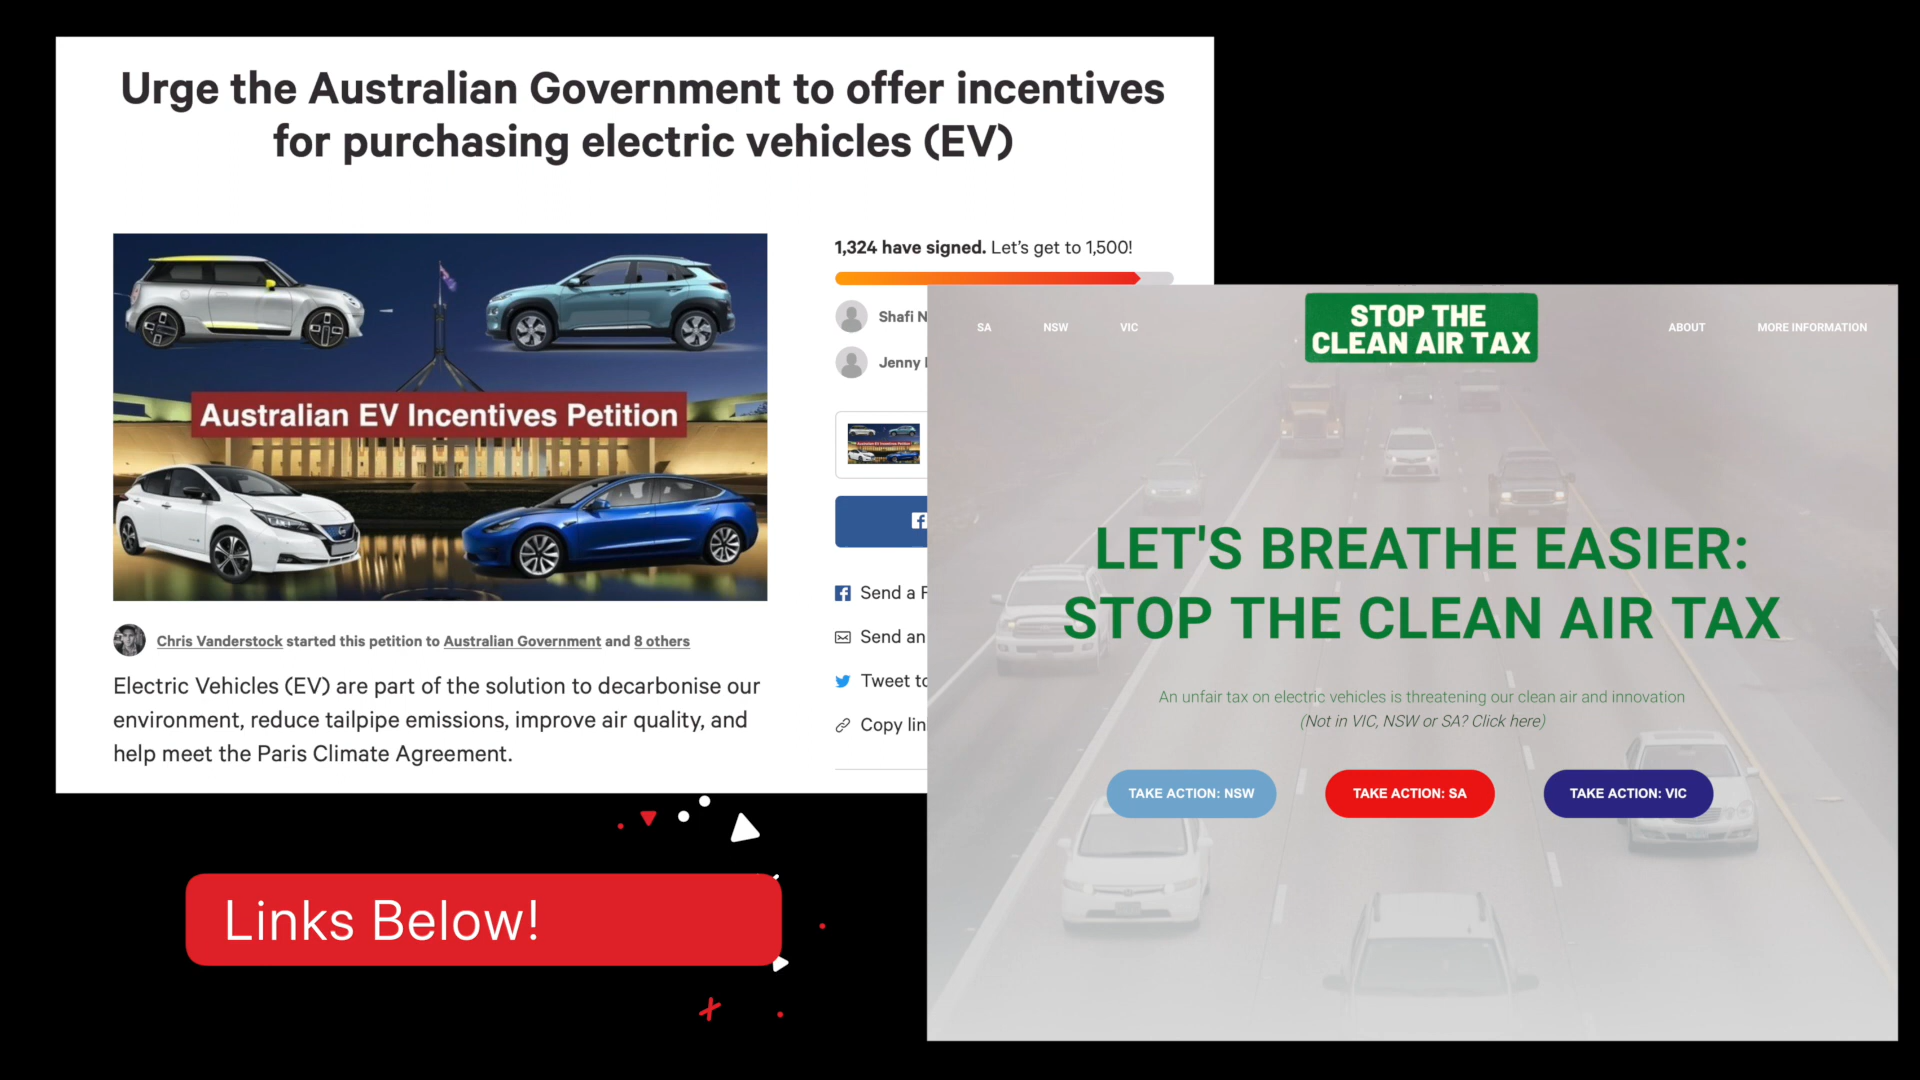 Urge the Australian Government to offer incentives
for purchasing electric vehicles (EV)
Australian EV Incentives Petition
Chris Vanderstock started this petition to Australian Government and 8 others
Electric Vehicles (EV) are part of the solution to decarbonise our
environment, reduce tailpipe emissions, improve air quality, and
help meet the Paris Climate Agreement.
1,324 have signed. Let's get to 1,500!
Shafi N
Jenny
Send a F
Send an
Tweet to
Copy lin
SA NSW VIC
STOP THE
CLEAN AIR TAX
ABOUT MORE INFORMATION
LET'S BREATHE EASIER:
STOP THE CLEAN AIR TAX
An unfair tax on electric vehicles is threatening our clean air and innovation
(Not in VIC, NSW or SA? Click here)
TAKE ACTION: NSW
TAKE ACTION: SA
TAKE ACTION: VIC
Links Below!